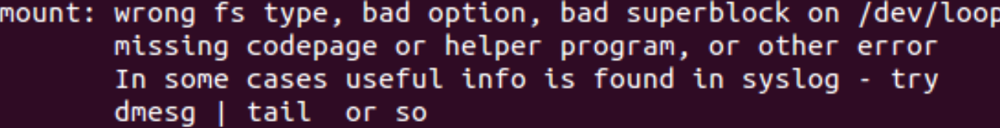 mount: wrong fs type, bad option, bad superblock on /dev/loop
missing codepage or helper program, or other error
In some cases useful info is found in syslog - try
dmesg | tail  or so